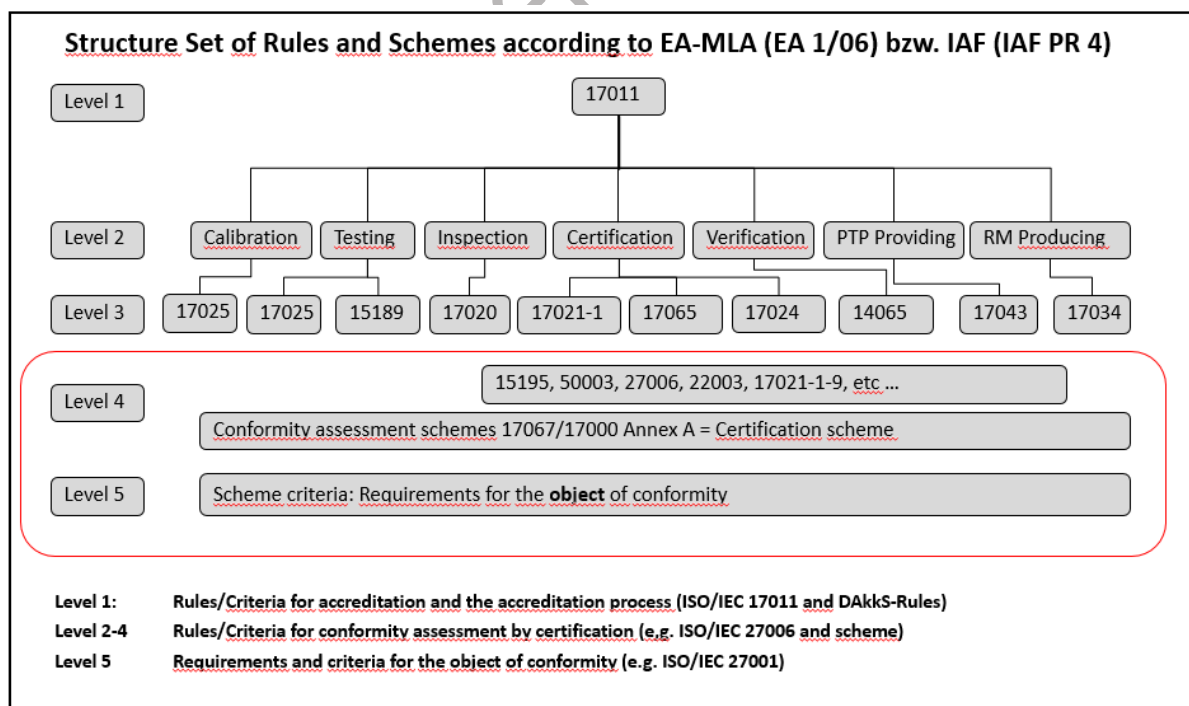 Structure Set of Rules and Schemes according to EA-MLA (EA 1/06) bzw. IAF (IAF PR 4)
Level 1
17011
Level 2
Calibration
Testing
Inspection
Certification
Verification
PTP Providing
RM Producing
Level 3
17025
17025
15189
17020
17021-1
17065
17024
14065
17043
17034
Level 4
15195, 50003, 27006, 22003, 17021-1-9, etc ...
Conformity assessment schemes 17067/17000 Annex A = Certification scheme
Level 5
Scheme criteria: Requirements for the object of conformity
Level 1: Rules/Criteria for accreditation and the accreditation process (ISO/IEC 17011 and DAkkS-Rules)
Level 2-4 Rules/Criteria for conformity assessment by certification (e,g. ISO/IEC 27006 and scheme)
Level 5 Requirements and criteria for the object of conformity (e.g. ISO/IEC 27001)